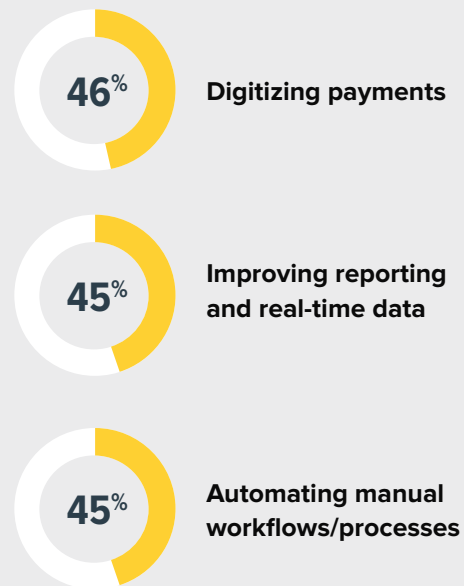 46%
Digitizing payments
45%
Improving reporting
and real-time data
45%
Automating manual
workflows/processes